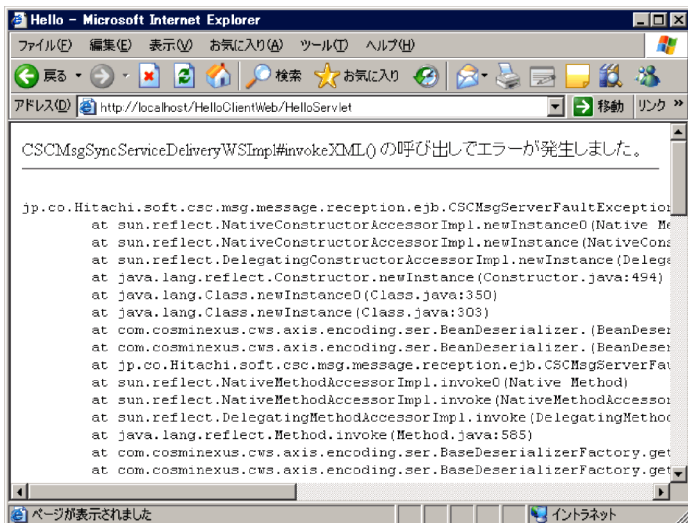 Hello - Microsoft Internet Explorer
ファイル(F) 編集(E) 表示(V) お気に入り(A) ツール(T) ヘルプ(H)
戻る 検索 お気に入り
アドレス(D) http://localhost/HelloClientWeb/HelloServlet 移動 リンク »
CSCMsgSyncServiceDeliveryWSImpl#invokeXML() の呼び出しでエラーが発生しました。
jp.co.Hitachi.soft.csc.msg.message.reception.ejb.CSCMsgServerFaultException
at sun.reflect.NativeConstructorAccessorImpl.newInstance0(Native Me
at sun.reflect.NativeConstructorAccessorImpl.newInstance(NativeCons
at sun.reflect.DelegatingConstructorAccessorImpl.newInstance(Delega
at java.lang.reflect.Constructor.newInstance(Constructor.java:494)
at java.lang.Class.newInstance0(Class.java:350)
at java.lang.Class.newInstance(Class.java:303)
at com.cosminexus.cws.axis.encoding.ser.BeanDeserializer.(BeanDeser
at com.cosminexus.cws.axis.encoding.ser.BeanDeserializer.(BeanDeser
at jp.co.Hitachi.soft.csc.msg.message.reception.ejb.CSCMsgServerFau
at sun.reflect.NativeMethodAccessorImpl.invoke0(Native Method)
at sun.reflect.NativeMethodAccessorImpl.invoke(NativeMethodAccessor
at sun.reflect.DelegatingMethodAccessorImpl.invoke(DelegatingMethod
at java.lang.reflect.Method.invoke(Method.java:585)
at com.cosminexus.cws.axis.encoding.ser.BaseDeserializerFactory.get
at com.cosminexus.cws.axis.encoding.ser.BaseDeserializerFactory.get
ページが表示されました イントラネット